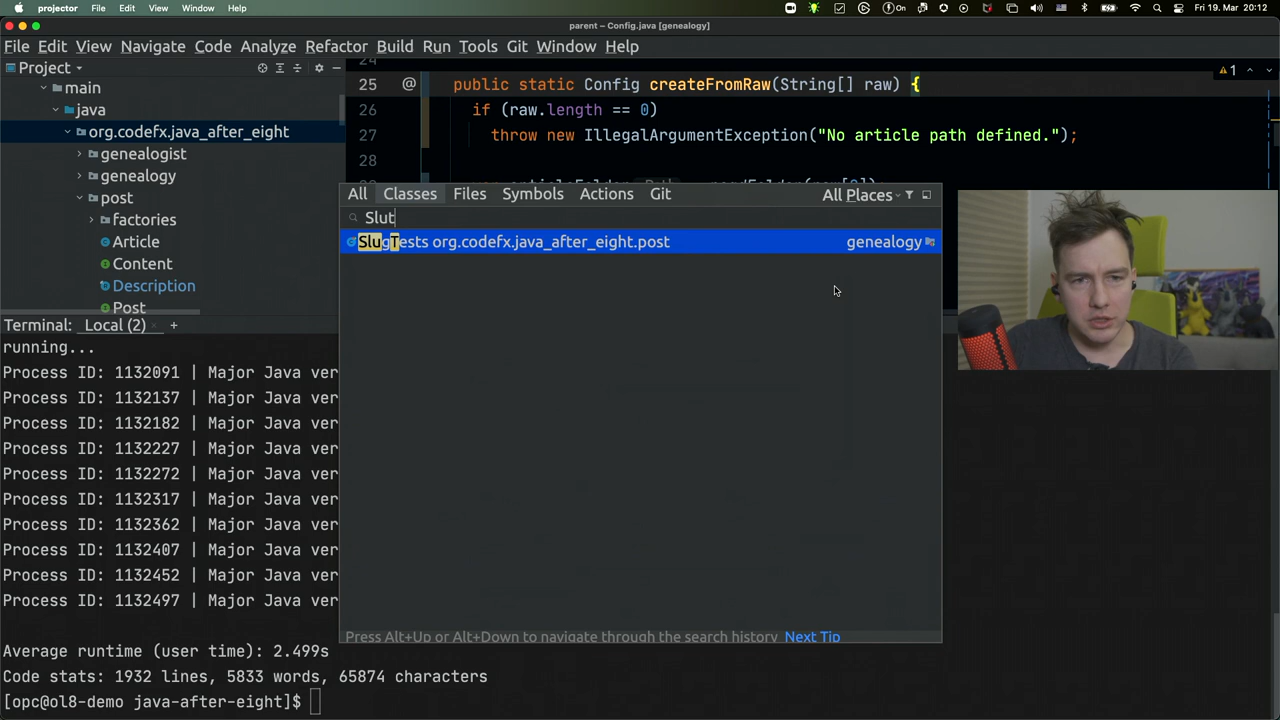 projector File Edit View Window Help On Fri 19. Mar 20:12
parent – Config.java [genealogy]
File Edit View Navigate Code Analyze Refactor Build Run Tools Git Window Help
Project
main
java
org.codefx.java_after_eight
genealogist
genealogy
post
factories
Article
Content
Description
Post
24
25 @ public static Config createFromRaw(String[] raw) {
26 if (raw.length == 0)
27 throw new IllegalArgumentException("No article path defined.");
28
1
All Classes Files Symbols Actions Git All Places
Slut
SlugTests org.codefx.java_after_eight.post genealogy
Press Alt+Up or Alt+Down to navigate through the search history Next Tip
Terminal: Local (2) +
running...
Process ID: 1132091 | Major Java ver
Process ID: 1132137 | Major Java ver
Process ID: 1132182 | Major Java ver
Process ID: 1132227 | Major Java ver
Process ID: 1132272 | Major Java ver
Process ID: 1132317 | Major Java ver
Process ID: 1132362 | Major Java ver
Process ID: 1132407 | Major Java ver
Process ID: 1132452 | Major Java ver
Process ID: 1132497 | Major Java ver
Average runtime (user time): 2.499s
Code stats: 1932 lines, 5833 words, 65874 characters
[opc@ol8-demo java-after-eight]$